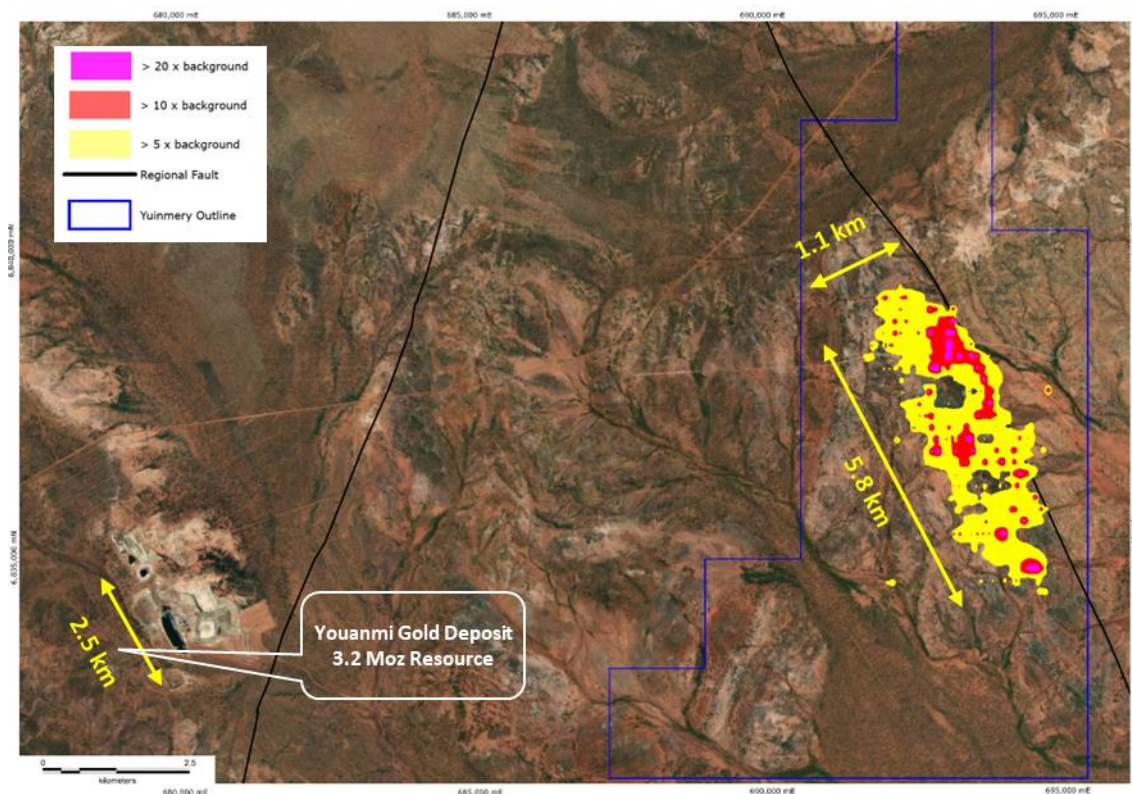 680,000 mE
685,000 mE
690,000 mE
695,000 mE
> 20 x background
> 10 x background
> 5 x background
Regional Fault
Yuinmery Outline
6,840,000 mN
1.1 km
5.8 km
6,835,000 mN
2.5 km
Youanmi Gold Deposit
3.2 Moz Resource
0
2.5
kilometers
680,000 mE
685,000 mE
690,000 mE
695,000 mE